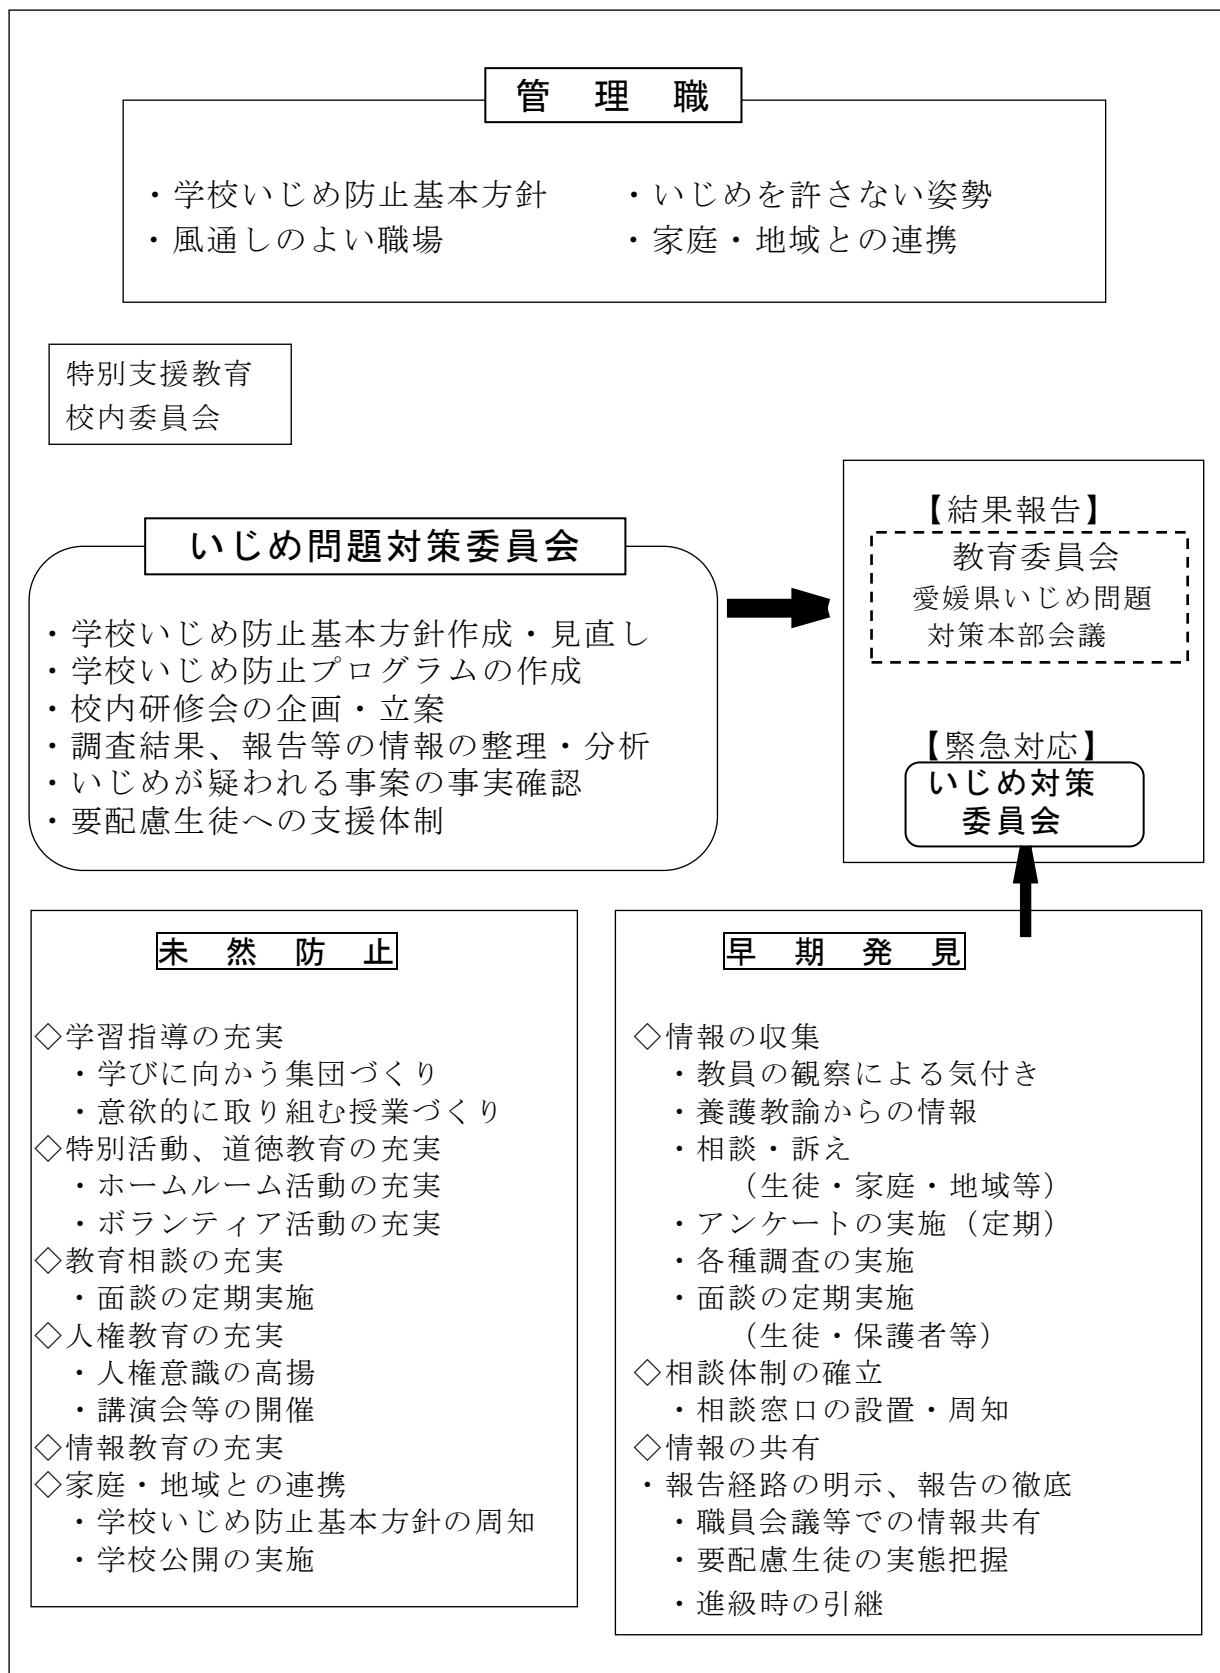 管理職
・学校いじめ防止基本方針
・いじめを許さない姿勢
・風通しのよい職場
・家庭・地域との連携
特別支援教育
校内委員会
いじめ問題対策委員会
・学校いじめ防止基本方針作成・見直し
・学校いじめ防止プログラムの作成
・校内研修会の企画・立案
・調査結果、報告等の情報の整理・分析
・いじめが疑われる事案の事実確認
・要配慮生徒への支援体制
【結果報告】
教育委員会
愛媛県いじめ問題
対策本部会議
【緊急対応】
いじめ対策
委員会
未然防止
◇学習指導の充実
・学びに向かう集団づくり
・意欲的に取り組む授業づくり
◇特別活動、道徳教育の充実
・ホームルーム活動の充実
・ボランティア活動の充実
◇教育相談の充実
・面談の定期実施
◇人権教育の充実
・人権意識の高揚
・講演会等の開催
◇情報教育の充実
◇家庭・地域との連携
・学校いじめ防止基本方針の周知
・学校公開の実施
早期発見
◇情報の収集
・教員の観察による気付き
・養護教諭からの情報
・相談・訴え
（生徒・家庭・地域等）
・アンケートの実施（定期）
・各種調査の実施
・面談の定期実施
（生徒・保護者等）
◇相談体制の確立
・相談窓口の設置・周知
◇情報の共有
・報告経路の明示、報告の徹底
・職員会議等での情報共有
・要配慮生徒の実態把握
・進級時の引継